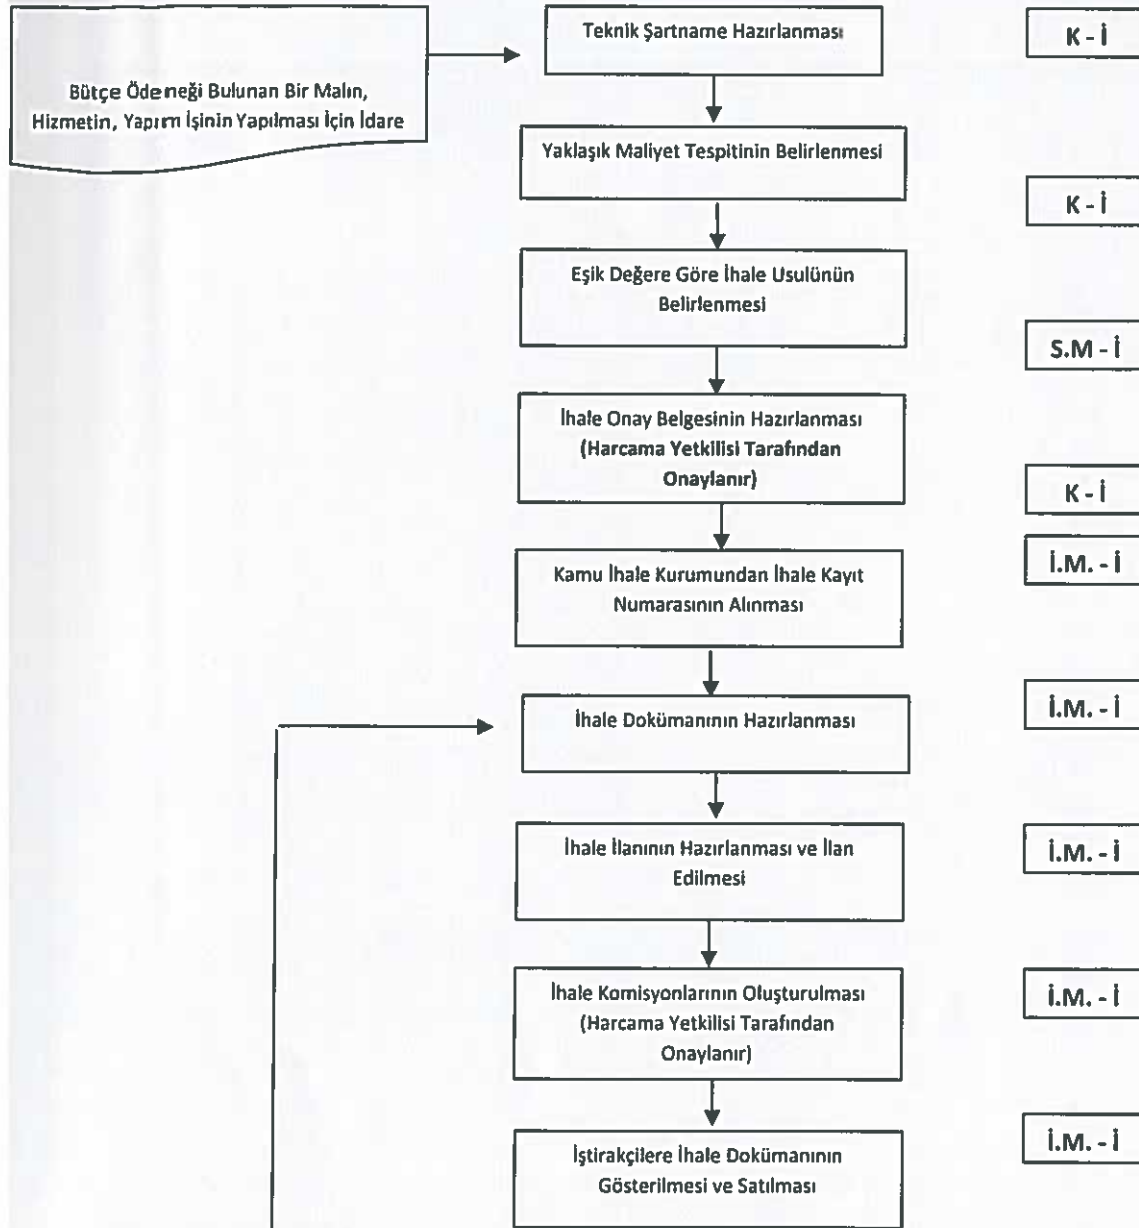 Bütçe Ödeneği Bulunan Bir Malın,
Hizmetin, Yapım İşinin Yapılması İçin İdare
Teknik Şartname Hazırlanması
K - İ
Yaklaşık Maliyet Tespitinin Belirlenmesi
K - İ
Eşik Değere Göre İhale Usulünün
Belirlenmesi
S.M - İ
İhale Onay Belgesinin Hazırlanması
(Harcama Yetkilisi Tarafından
Onaylanır)
K - İ
Kamu İhale Kurumundan İhale Kayıt
Numarasının Alınması
İ.M. - İ
İhale Dokümanının Hazırlanması
İ.M. - İ
İhale İlanının Hazırlanması ve İlan
Edilmesi
İ.M. - İ
İhale Komisyonlarının Oluşturulması
(Harcama Yetkilisi Tarafından
Onaylanır)
İ.M. - İ
İştirakçilere İhale Dokümanının
Gösterilmesi ve Satılması
İ.M. - İ